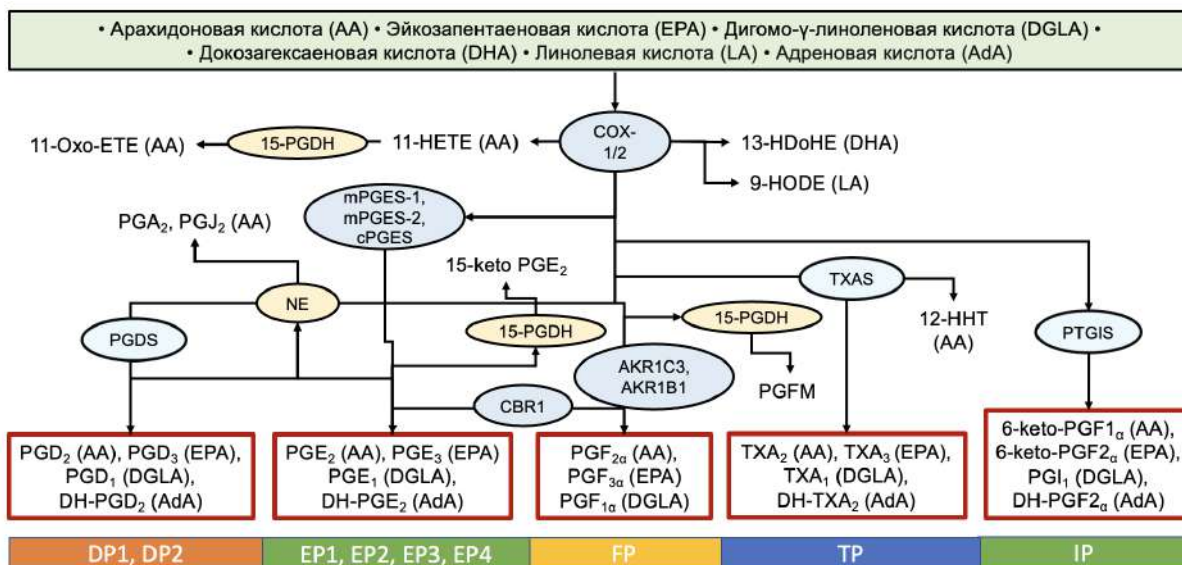 • Арахидоновая кислота (AA) • Эйкозапентаеновая кислота (EPA) • Дигомо-γ-линоленовая кислота (DGLA) •
• Докозагексаеновая кислота (DHA) • Линолевая кислота (LA) • Адреновая кислота (AdA)
COX-
1/2
11-Oxo-ETE (AA)
15-PGDH
11-HETE (AA)
13-HDoHE (DHA)
9-HODE (LA)
mPGES-1,
mPGES-2,
cPGES
PGA2, PGJ2 (AA)
15-keto PGE2
TXAS
NE
15-PGDH
15-PGDH
12-HHT
(AA)
PTGIS
PGDS
AKR1C3,
AKR1B1
PGFM
CBR1
PGD2 (AA), PGD3 (EPA),
PGD1 (DGLA),
DH-PGD2 (AdA)
PGE2 (AA), PGE3 (EPA)
PGE1 (DGLA),
DH-PGE2 (AdA)
PGF2α (AA),
PGF3α (EPA)
PGF1α (DGLA)
TXA2 (AA), TXA3 (EPA),
TXA1 (DGLA),
DH-TXA2 (AdA)
6-keto-PGF1α (AA),
6-keto-PGF2α (EPA),
PGI1 (DGLA),
DH-PGF2α (AdA)
DP1, DP2
EP1, EP2, EP3, EP4
FP
TP
IP